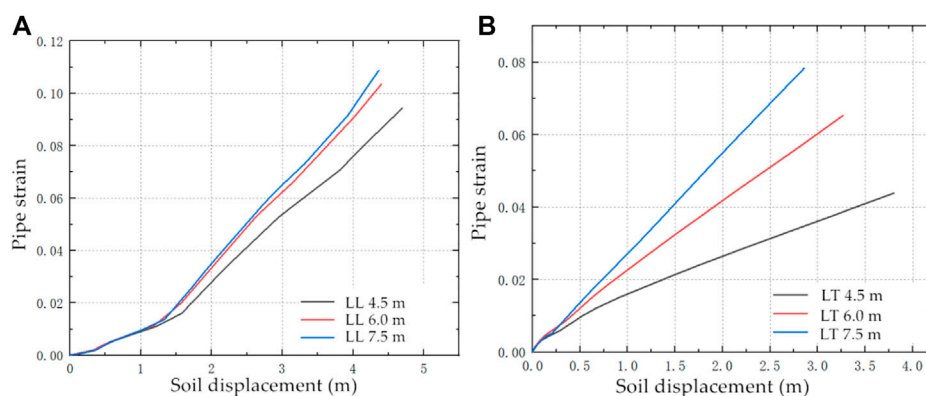 A
0.12
0.10
0.08
0.06
0.04
0.02
0.00
Pipe strain
LL 4.5 m
LL 6.0 m
LL 7.5 m
0 1 2 3 4 5
Soil displacement (m)
B
0.08
0.06
0.04
0.02
0.00
Pipe strain
LT 4.5 m
LT 6.0 m
LT 7.5 m
0.0 0.5 1.0 1.5 2.0 2.5 3.0 3.5 4.0
Soil displacement (m)